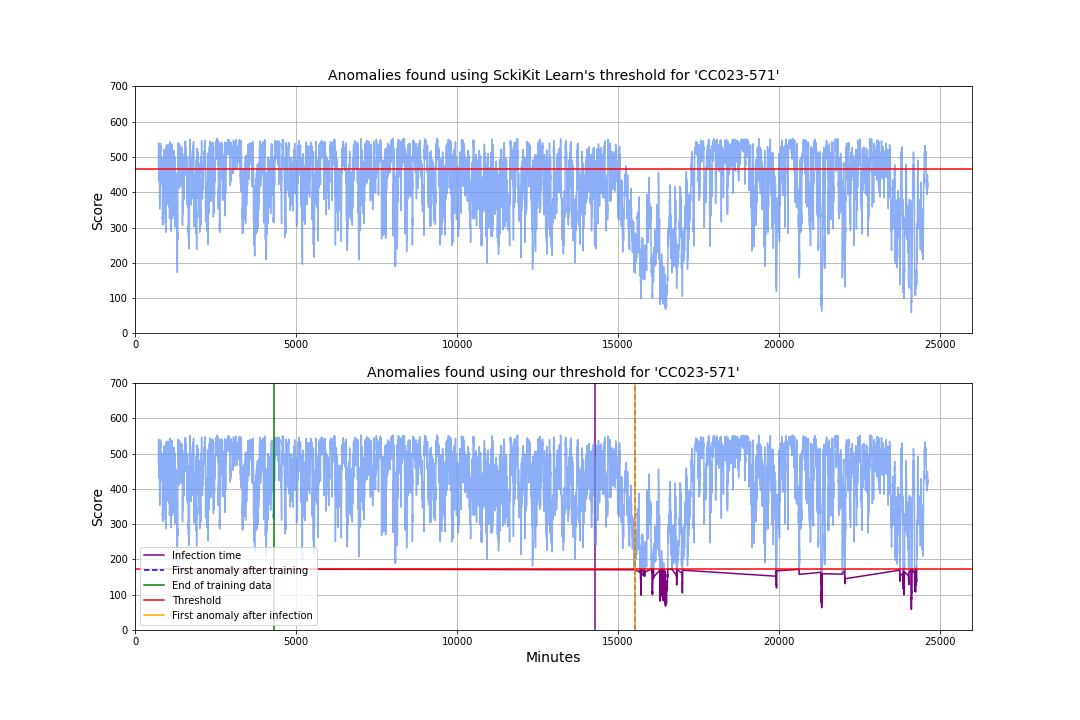 Anomalies found using SckiKit Learn's threshold for 'CC023-571'
700
600
500
400
300
200
100
0
Score
0 5000 10000 15000 20000 25000
Anomalies found using our threshold for 'CC023-571'
700
600
500
400
300
200
100
0
Score
Infection time
First anomaly after training
End of training data
Threshold
First anomaly after infection
0 5000 10000 15000 20000 25000
Minutes